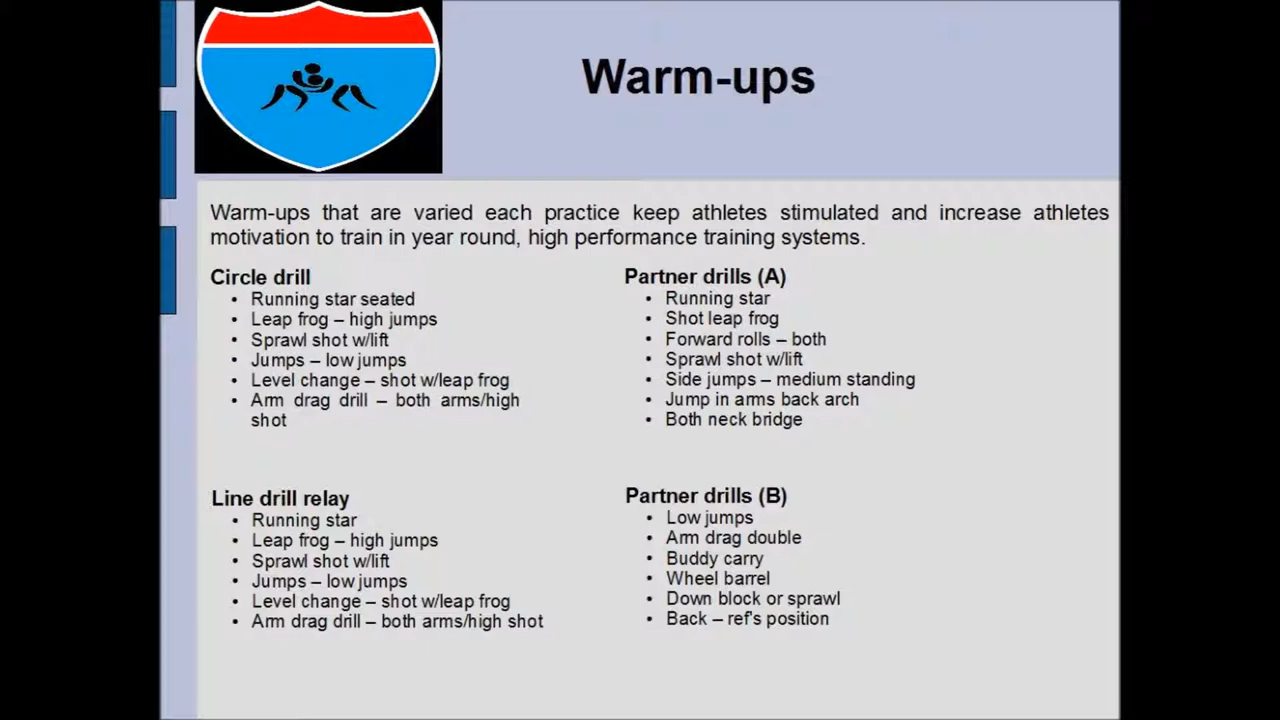 Warm-ups
Warm-ups that are varied each practice keep athletes stimulated and increase athletes
motivation to train in year round, high performance training systems.
Circle drill
• Running star seated
• Leap frog – high jumps
• Sprawl shot w/lift
• Jumps – low jumps
• Level change – shot w/leap frog
• Arm drag drill – both arms/high
shot
Partner drills (A)
• Running star
• Shot leap frog
• Forward rolls – both
• Sprawl shot w/lift
• Side jumps – medium standing
• Jump in arms back arch
• Both neck bridge
Line drill relay
• Running star
• Leap frog – high jumps
• Sprawl shot w/lift
• Jumps – low jumps
• Level change – shot w/leap frog
• Arm drag drill – both arms/high shot
Partner drills (B)
• Low jumps
• Arm drag double
• Buddy carry
• Wheel barrel
• Down block or sprawl
• Back – ref's position